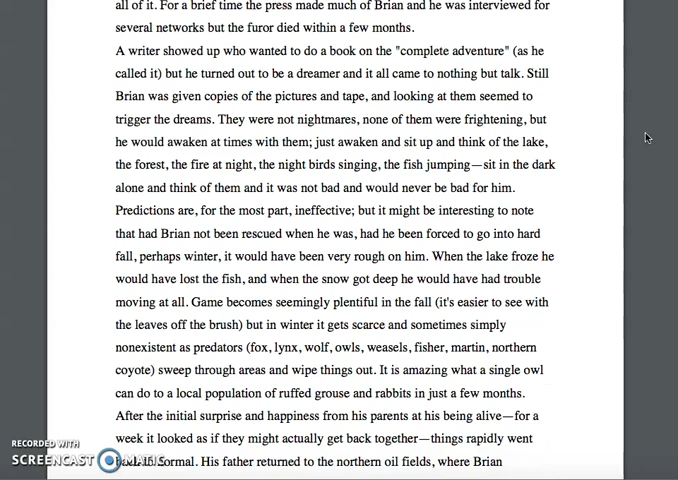 all of it. For a brief time the press made much of Brian and he was interviewed for
several networks but the furor died within a few months.
A writer showed up who wanted to do a book on the "complete adventure" (as he
called it) but he turned out to be a dreamer and it all came to nothing but talk. Still
Brian was given copies of the pictures and tape, and looking at them seemed to
trigger the dreams. They were not nightmares, none of them were frightening, but
he would awaken at times with them; just awaken and sit up and think of the lake,
the forest, the fire at night, the night birds singing, the fish jumping—sit in the dark
alone and think of them and it was not bad and would never be bad for him.
Predictions are, for the most part, ineffective; but it might be interesting to note
that had Brian not been rescued when he was, had he been forced to go into hard
fall, perhaps winter, it would have been very rough on him. When the lake froze he
would have lost the fish, and when the snow got deep he would have had trouble
moving at all. Game becomes seemingly plentiful in the fall (it's easier to see with
the leaves off the brush) but in winter it gets scarce and sometimes simply
nonexistent as predators (fox, lynx, wolf, owls, weasels, fisher, martin, northern
coyote) sweep through areas and wipe things out. It is amazing what a single owl
can do to a local population of ruffed grouse and rabbits in just a few months.
After the initial surprise and happiness from his parents at his being alive—for a
week it looked as if they might actually get back together—things rapidly went
His father returned to the northern oil fields, where Brian
RECORDED WITH
SCREENCAST MATIC